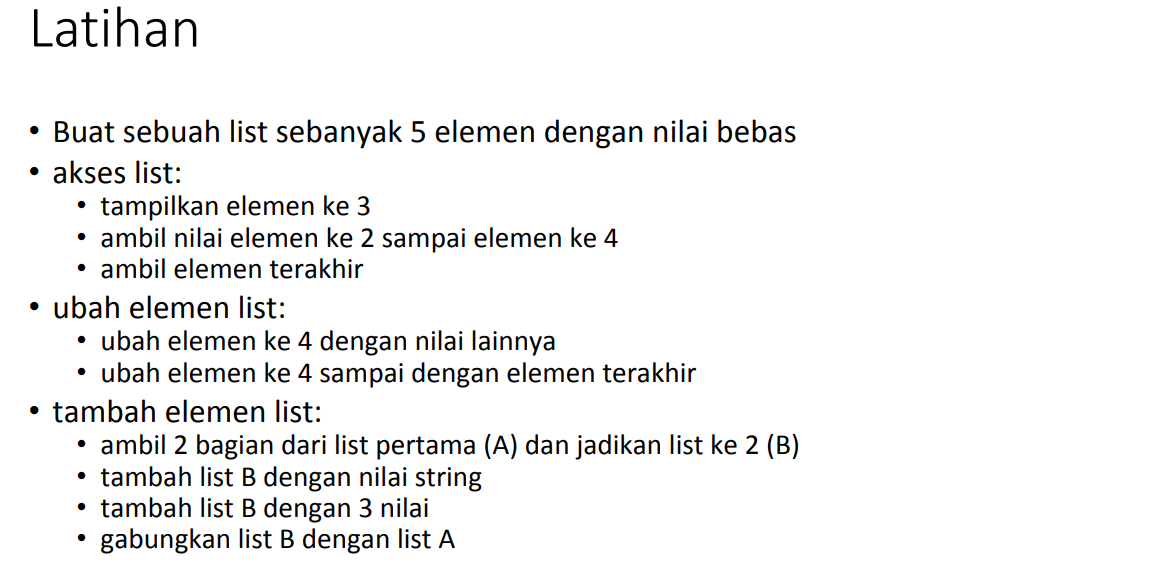 Latihan
• Buat sebuah list sebanyak 5 elemen dengan nilai bebas
• akses list:
• tampilkan elemen ke 3
• ambil nilai elemen ke 2 sampai elemen ke 4
• ambil elemen terakhir
• ubah elemen list:
• ubah elemen ke 4 dengan nilai lainnya
• ubah elemen ke 4 sampai dengan elemen terakhir
• tambah elemen list:
• ambil 2 bagian dari list pertama (A) dan jadikan list ke 2 (B)
• tambah list B dengan nilai string
• tambah list B dengan 3 nilai
• gabungkan list B dengan list A